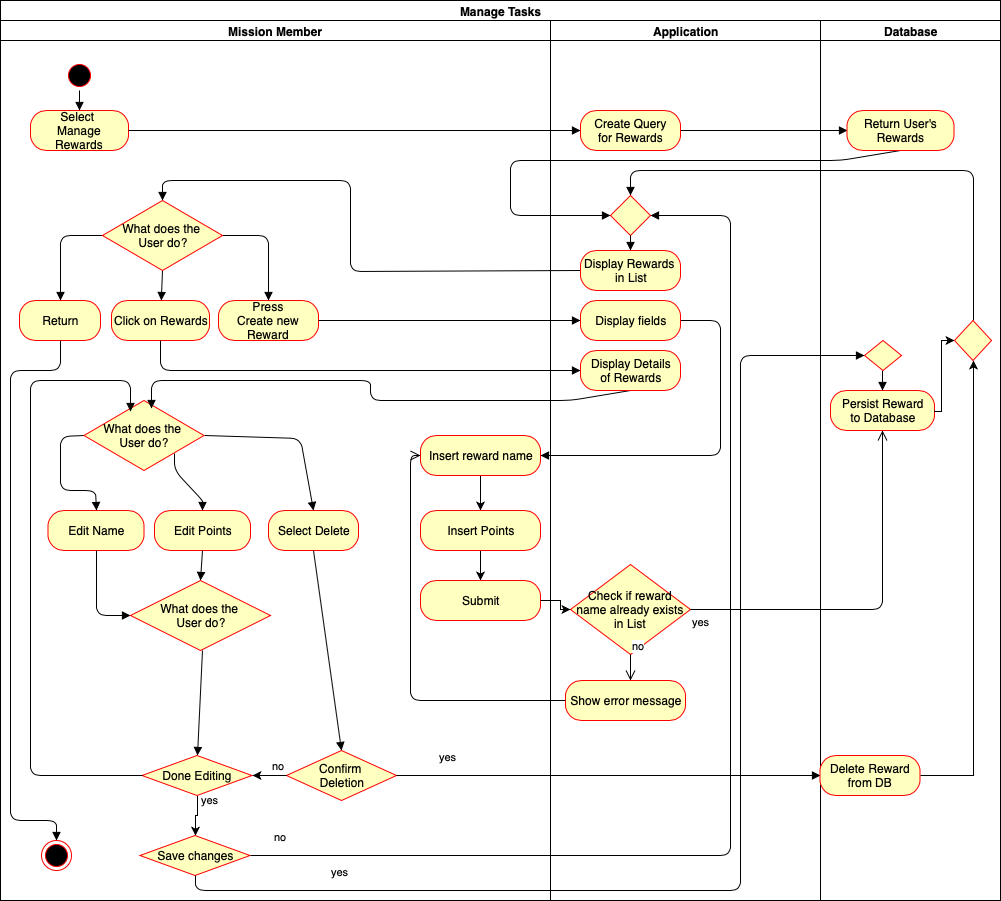 Manage Tasks
Mission Member
Application
Database
Select
Manage
Rewards
Create Query
for Rewards
Return User's
Rewards
What does the
User do?
Display Rewards
in List
Return
Click on Rewards
Press
Create new
Reward
Display fields
Display Details
of Rewards
Persist Reward
to Database
What does the
User do?
Insert reward name
Edit Name
Edit Points
Select Delete
Insert Points
What does the
User do?
Submit
Check if reward
name already exists
in List
yes
no
Show error message
Done Editing
no
Confirm
Deletion
yes
Delete Reward
from DB
yes
Save changes
no
yes